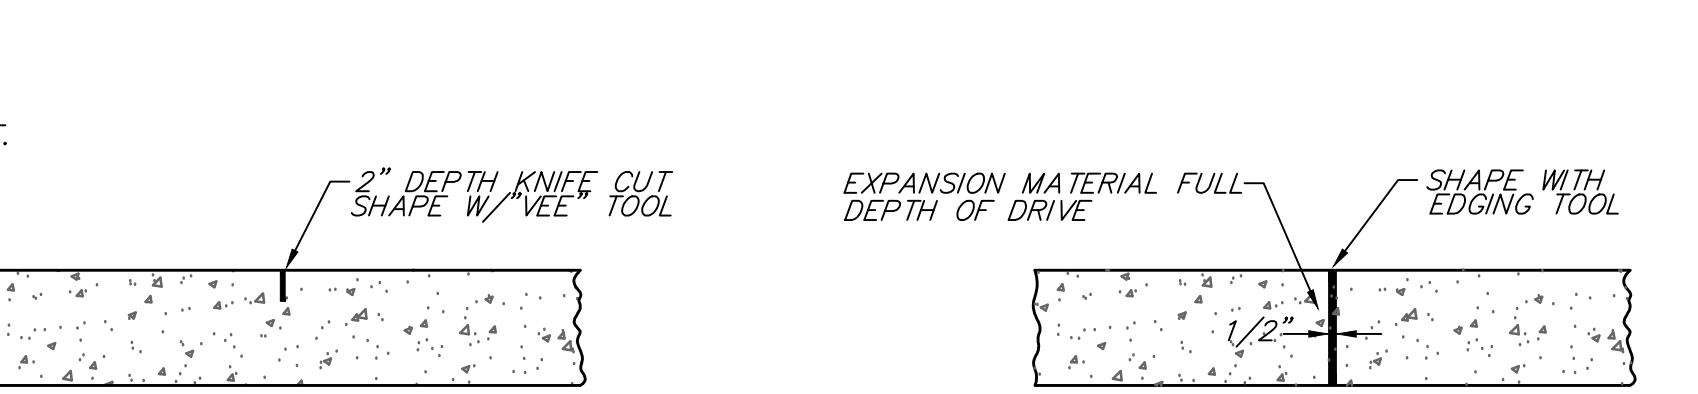 2" DEPTH KNIFE CUT
SHAPE W/"VEE" TOOL
EXPANSION MATERIAL FULL
DEPTH OF DRIVE
SHAPE WITH
EDGING TOOL
1/2"